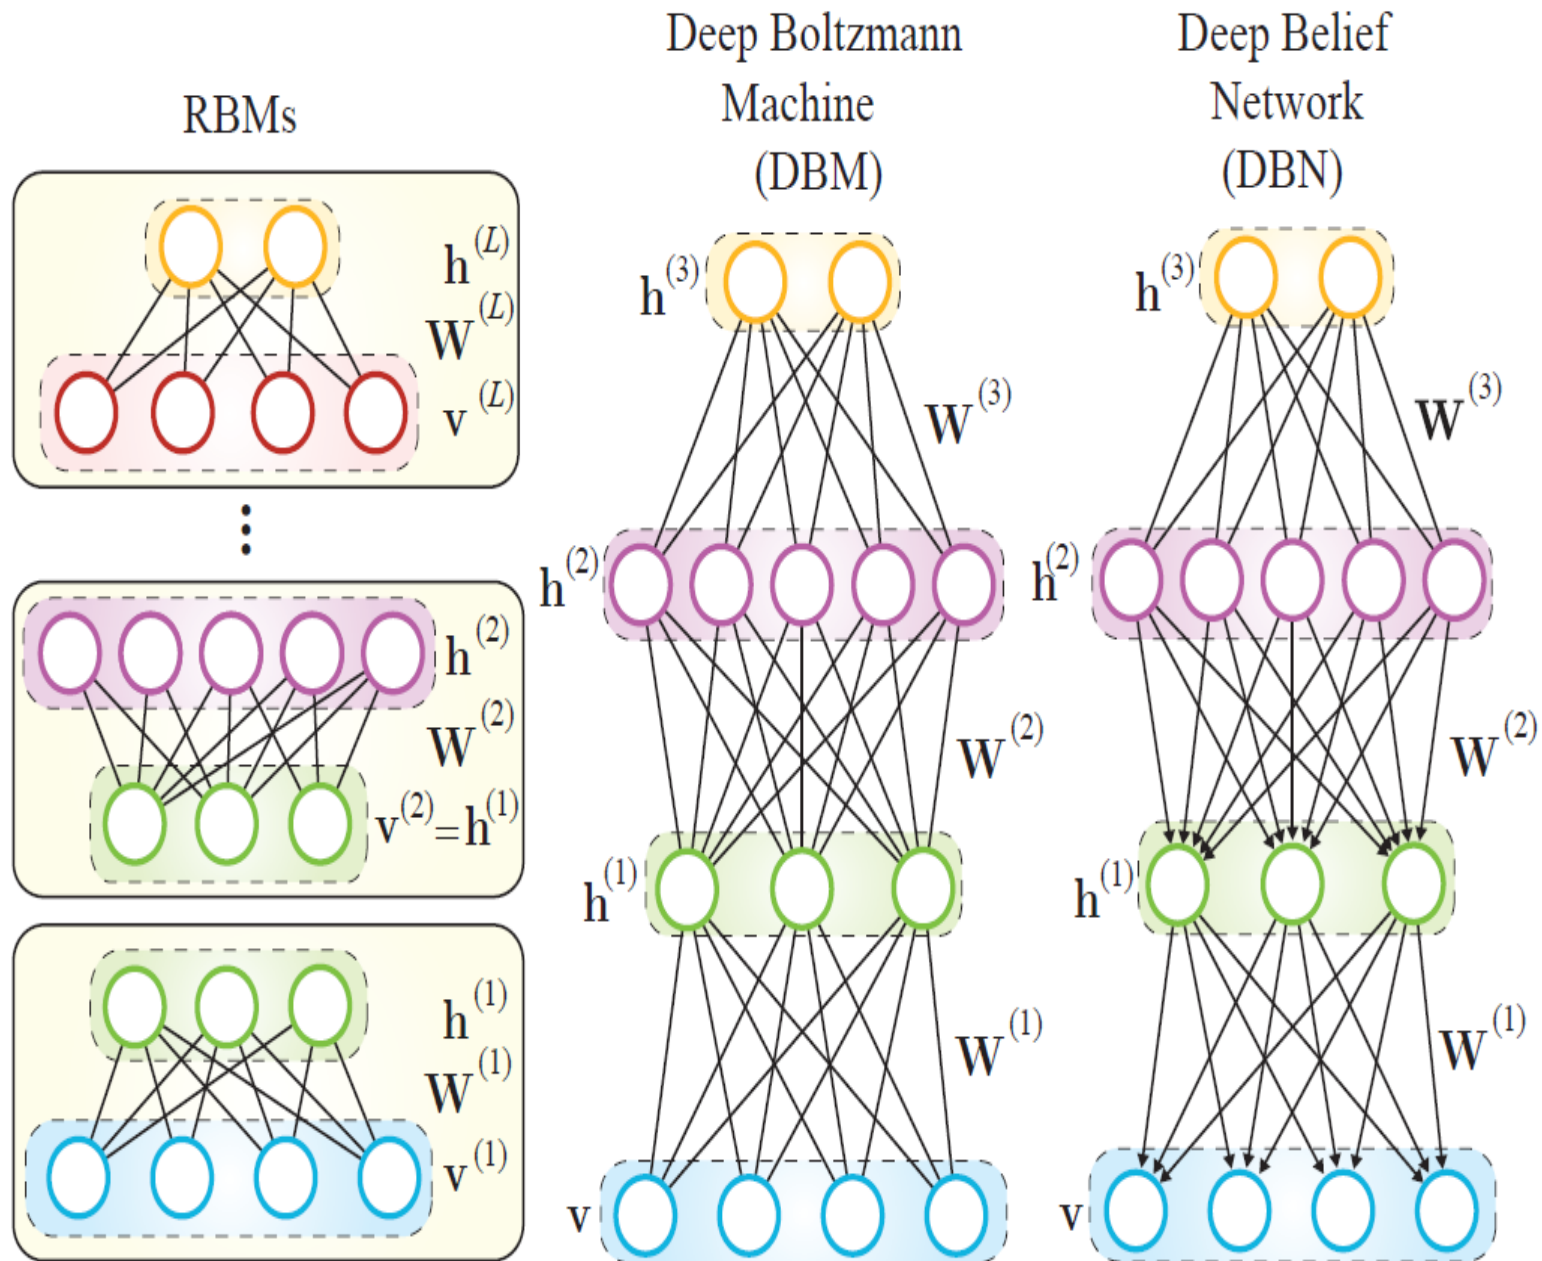 RBMs
h(L)
W(L)
v(L)
h(2)
W(2)
v(2)=h(1)
h(1)
W(1)
v(1)
Deep Boltzmann
Machine
(DBM)
h(3)
W(3)
h(2)
W(2)
h(1)
W(1)
v
Deep Belief
Network
(DBN)
h(3)
W(3)
h(2)
W(2)
h(1)
W(1)
v